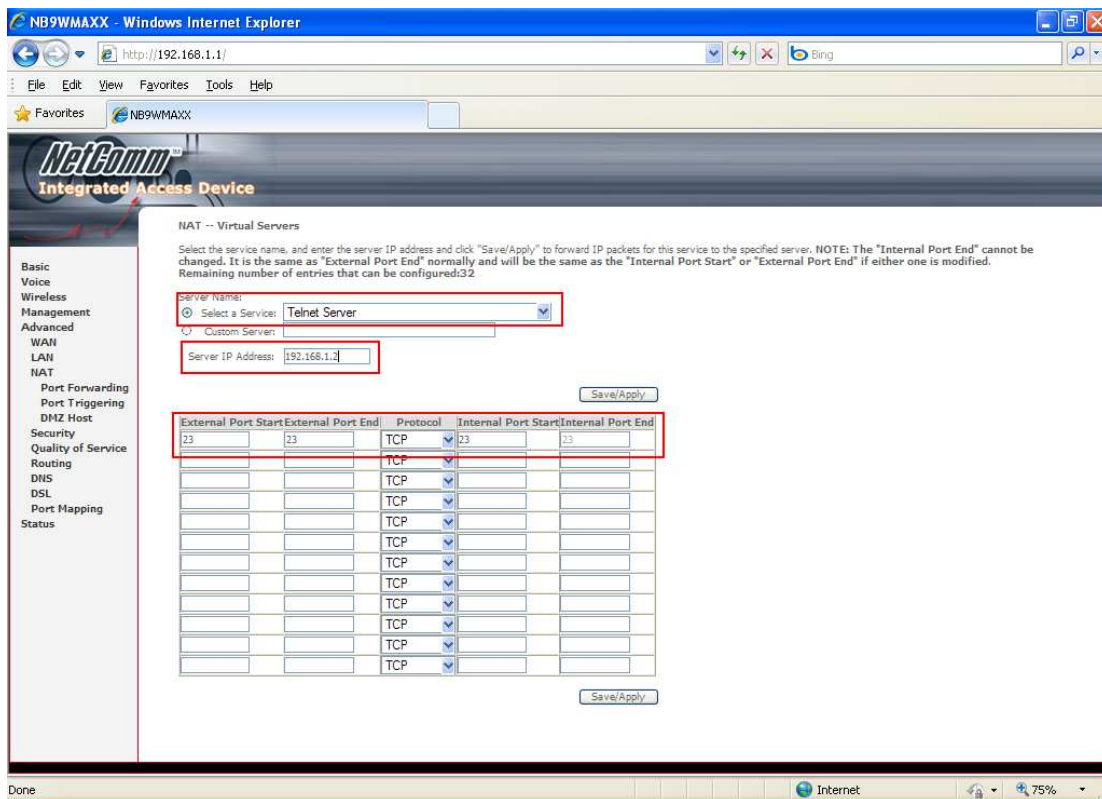 NB9WMAXX - Windows Internet Explorer
http://192.168.1.1/
Bing
File Edit View Favorites Tools Help
Favorites NB9WMAXX
NetComm™
Integrated Access Device
NAT -- Virtual Servers
Select the service name, and enter the server IP address and click "Save/Apply" to forward IP packets for this service to the specified server. NOTE: The "Internal Port End" cannot be
changed. It is the same as "External Port End" normally and will be the same as the "Internal Port Start" or "External Port End" if either one is modified.
Remaining number of entries that can be configured:32
Basic
Voice
Wireless
Management
Advanced
WAN
LAN
NAT
Port Forwarding
Port Triggering
DMZ Host
Security
Quality of Service
Routing
DNS
DSL
Port Mapping
Status
Server Name:
Select a Service: Telnet Server
Custom Server:
Server IP Address: 192.168.1.2
Save/Apply
External Port Start External Port End Protocol Internal Port Start Internal Port End
23 23 TCP 23 23
TCP
TCP
TCP
TCP
TCP
TCP
TCP
TCP
TCP
TCP
TCP
Save/Apply
Done Internet 75%